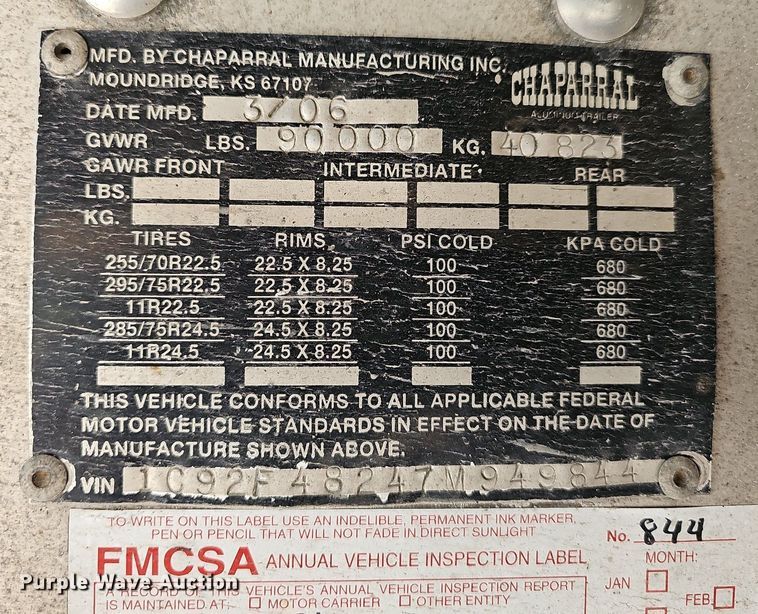 MFD. BY CHAPARRAL MANUFACTURING INC.
MOUNDRIDGE, KS 67107
CHAPARRAL
ALUMINUM TRAILER
DATE MFD. 3/06
GVWR LBS. 90000 KG. 40 823
GAWR FRONT INTERMEDIATE REAR
LBS.
KG.
TIRES RIMS PSI COLD KPA COLD
255/70R22.5 22.5 X 8.25 100 680
295/75R22.5 22.5 X 8.25 100 680
11R22.5 22.5 X 8.25 100 680
285/75R24.5 24.5 X 8.25 100 680
11R24.5 24.5 X 8.25 100 680
THIS VEHICLE CONFORMS TO ALL APPLICABLE FEDERAL
MOTOR VEHICLE STANDARDS IN EFFECT ON THE DATE OF
MANUFACTURE SHOWN ABOVE.
VIN 1C92F48247M949844
TO WRITE ON THIS LABEL USE AN INDELIBLE, PERMANENT INK MARKER,
PEN OR PENCIL THAT WILL NOT FADE IN DIRECT SUNLIGHT
No. 844
FMCSA ANNUAL VEHICLE INSPECTION LABEL
MONTH:
JAN FEB
A RECORD OF THIS VEHICLE'S ANNUAL VEHICLE INSPECTION REPORT
IS MAINTAINED AT: MOTOR CARRIER OTHER ENTITY
Purple Wave Auction
Purple Wave Auction